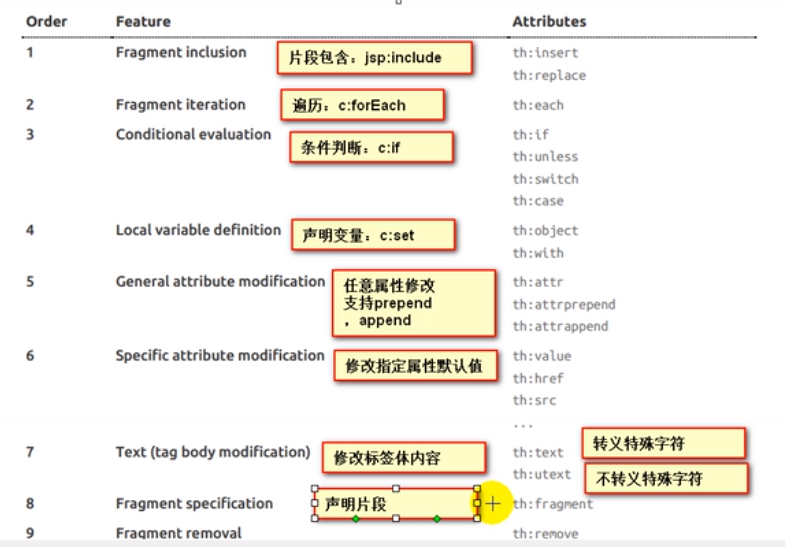 Order Feature Attributes
1 Fragment inclusion 片段包含：jsp:include th:insert
th:replace
2 Fragment iteration 遍历：c:forEach th:each
3 Conditional evaluation 条件判断：c:if th:if
th:unless
th:switch
th:case
4 Local variable definition 声明变量：c:set th:object
th:with
5 General attribute modification 任意属性修改 th:attr
支持prepend th:attrprepend
，append th:attrappend
6 Specific attribute modification 修改指定属性默认值 th:value
th:href
th:src
...
7 Text (tag body modification) 修改标签体内容 th:text 转义特殊字符
th:utext 不转义特殊字符
8 Fragment specification 声明片段 th:fragment
9 Fragment removal th:remove